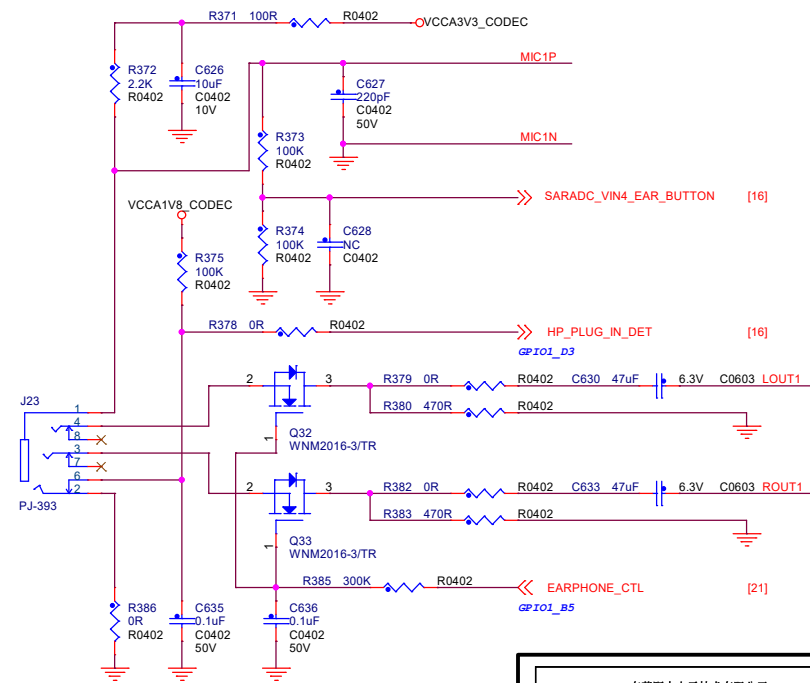 R371 100R R0402 VCCA3V3_CODEC
MIC1P
R372
2.2K
R0402
C626
10uF
C0402
10V
C627
220pF
C0402
50V
MIC1N
R373
100K
R0402
SARADC_VIN4_EAR_BUTTON [16]
VCCA1V8_CODEC
R374
100K
R0402
C628
NC
C0402
R375
100K
R0402
R378 0R R0402 HP_PLUG_IN_DET [16]
GPIO1_D3
2 3 R379 0R R0402 C630 47uF 6.3V C0603 LOUT1
R380 470R R0402
1
Q32
WNM2016-3/TR
J23
1
4
8
3
7
6
2
PJ-393
2 3 R382 0R R0402 C633 47uF 6.3V C0603 ROUT1
R383 470R R0402
1
Q33
WNM2016-3/TR
R385 300K R0402 EARPHONE_CTL [21]
GPIO1_B5
R386
0R
R0402
C635
0.1uF
C0402
50V
C636
0.1uF
C0402
50V